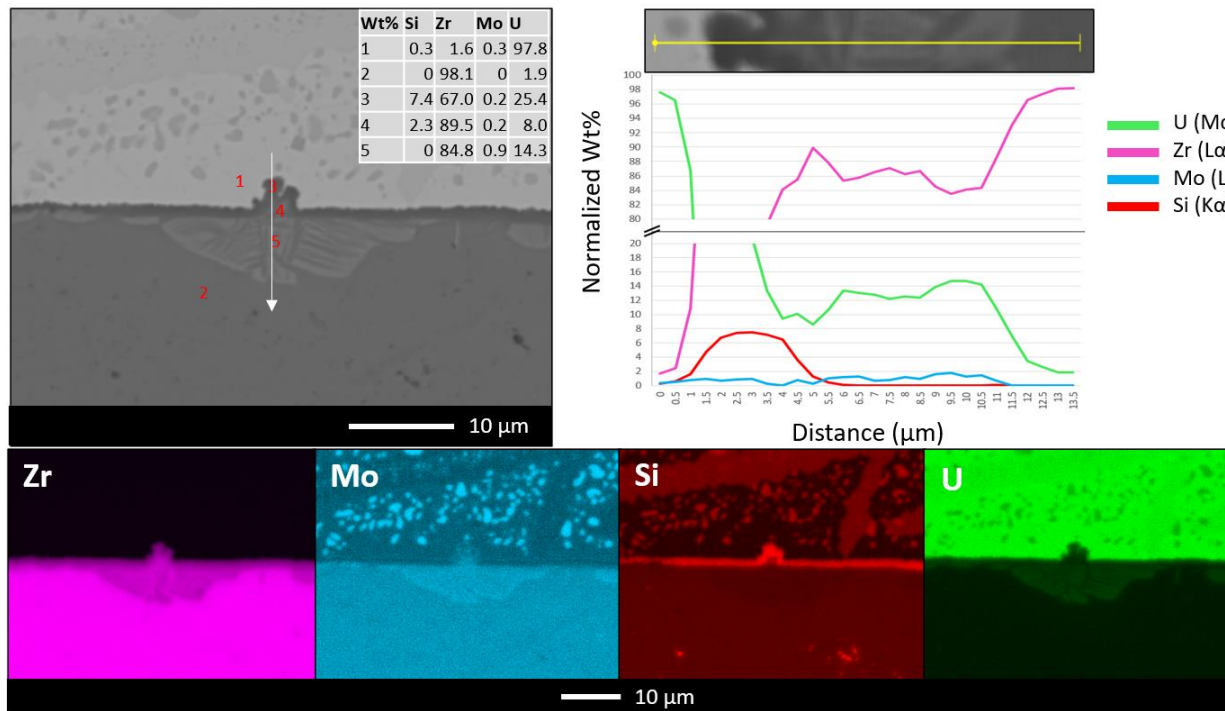 Wt% Si Zr Mo U
1 0.3 1.6 0.3 97.8
2 0 98.1 0 1.9
3 7.4 67.0 0.2 25.4
4 2.3 89.5 0.2 8.0
5 0 84.8 0.9 14.3
1
3
4
5
2
10 µm
100
98
96
94
92
90
88
86
84
82
80
20
18
16
14
12
10
8
6
4
2
0
Normalized Wt%
0 0.5 1 1.5 2 2.5 3 3.5 4 4.5 5 5.5 6 6.5 7 7.5 8 8.5 9 9.5 10 10.5 11 11.5 12 12.5 13 13.5
Distance (µm)
U (Mα
Zr (Lα
Mo (L
Si (Kα
Zr
Mo
Si
U
10 µm